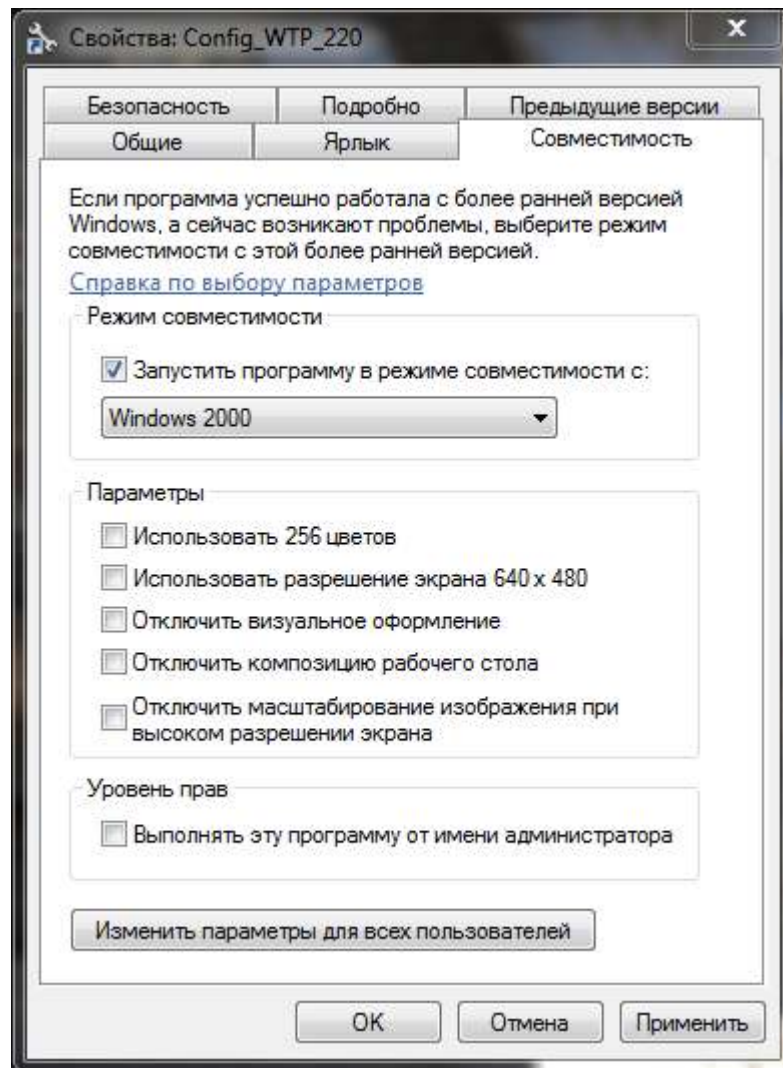 Свойства: Config_WTP_220
Безопасность Подробно Предыдущие версии
Общие Ярлык Совместимость
Если программа успешно работала с более ранней версией
Windows, а сейчас возникают проблемы, выберите режим
совместимости с этой более ранней версией.
Справка по выбору параметров
Режим совместимости
Запустить программу в режиме совместимости с:
Windows 2000
Параметры
Использовать 256 цветов
Использовать разрешение экрана 640 x 480
Отключить визуальное оформление
Отключить композицию рабочего стола
Отключить масштабирование изображения при
высоком разрешении экрана
Уровень прав
Выполнять эту программу от имени администратора
Изменить параметры для всех пользователей
ОК Отмена Применить